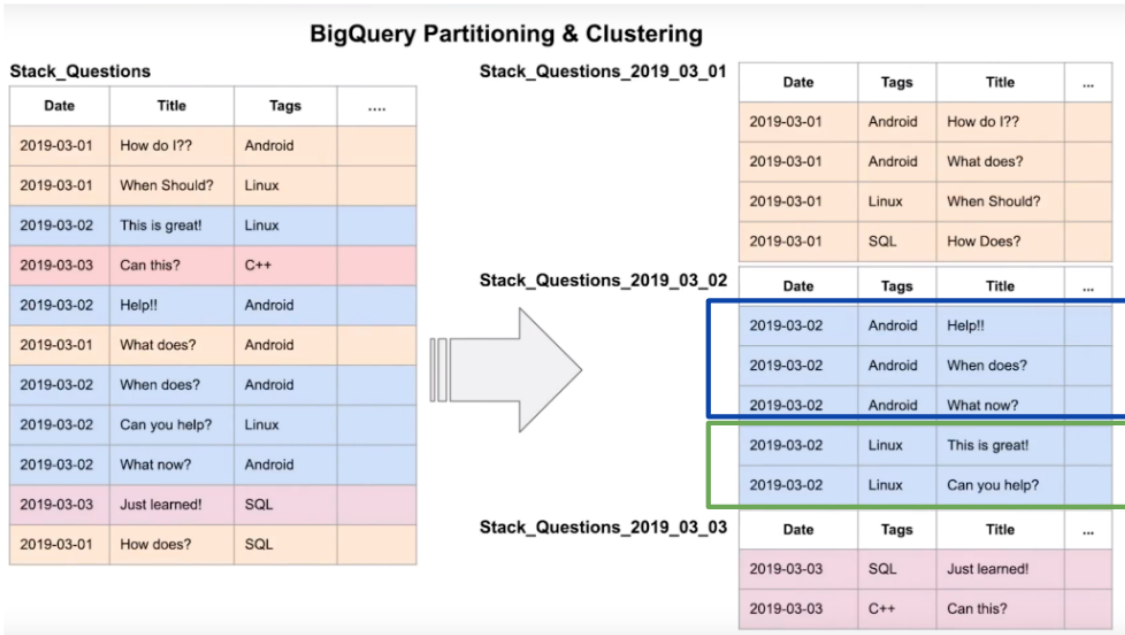 BigQuery Partitioning & Clustering
Stack_Questions
Date Title Tags ....
2019-03-01 How do I?? Android
2019-03-01 When Should? Linux
2019-03-02 This is great! Linux
2019-03-03 Can this? C++
2019-03-02 Help!! Android
2019-03-01 What does? Android
2019-03-02 When does? Android
2019-03-02 Can you help? Linux
2019-03-02 What now? Android
2019-03-03 Just learned! SQL
2019-03-01 How does? SQL
Stack_Questions_2019_03_01
Date Tags Title ...
2019-03-01 Android How do I??
2019-03-01 Android What does?
2019-03-01 Linux When Should?
2019-03-01 SQL How Does?
Stack_Questions_2019_03_02
Date Tags Title ...
2019-03-02 Android Help!!
2019-03-02 Android When does?
2019-03-02 Android What now?
2019-03-02 Linux This is great!
2019-03-02 Linux Can you help?
Stack_Questions_2019_03_03
Date Tags Title ...
2019-03-03 SQL Just learned!
2019-03-03 C++ Can this?